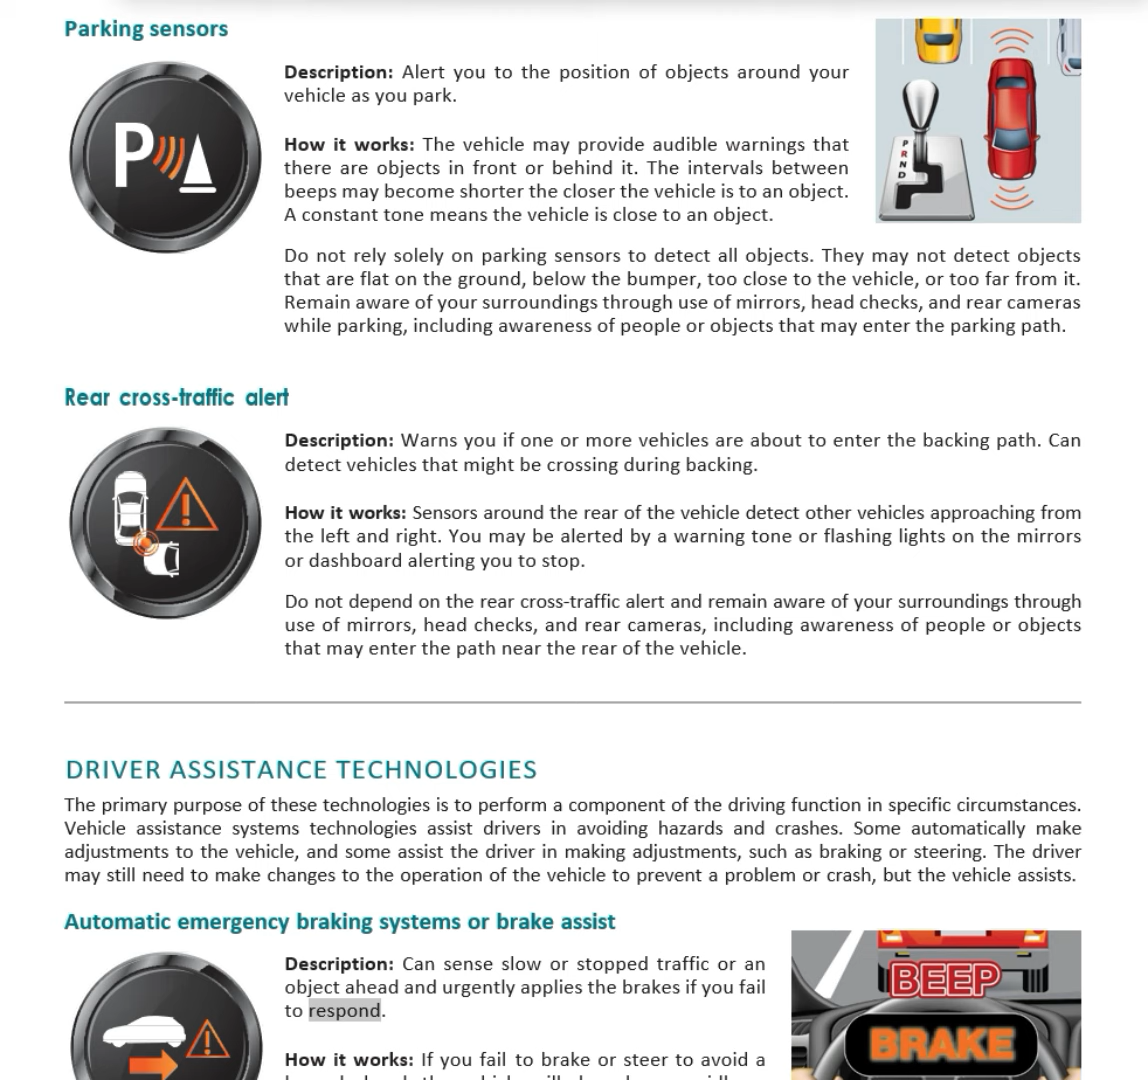 Parking sensors
Description: Alert you to the position of objects around your
vehicle as you park.
How it works: The vehicle may provide audible warnings that
there are objects in front or behind it. The intervals between
beeps may become shorter the closer the vehicle is to an object.
A constant tone means the vehicle is close to an object.
P
P
R
N
D
Do not rely solely on parking sensors to detect all objects. They may not detect objects
that are flat on the ground, below the bumper, too close to the vehicle, or too far from it.
Remain aware of your surroundings through use of mirrors, head checks, and rear cameras
while parking, including awareness of people or objects that may enter the parking path.
Rear cross-traffic alert
Description: Warns you if one or more vehicles are about to enter the backing path. Can
detect vehicles that might be crossing during backing.
How it works: Sensors around the rear of the vehicle detect other vehicles approaching from
the left and right. You may be alerted by a warning tone or flashing lights on the mirrors
or dashboard alerting you to stop.
Do not depend on the rear cross-traffic alert and remain aware of your surroundings through
use of mirrors, head checks, and rear cameras, including awareness of people or objects
that may enter the path near the rear of the vehicle.
DRIVER ASSISTANCE TECHNOLOGIES
The primary purpose of these technologies is to perform a component of the driving function in specific circumstances.
Vehicle assistance systems technologies assist drivers in avoiding hazards and crashes. Some automatically make
adjustments to the vehicle, and some assist the driver in making adjustments, such as braking or steering. The driver
may still need to make changes to the operation of the vehicle to prevent a problem or crash, but the vehicle assists.
Automatic emergency braking systems or brake assist
Description: Can sense slow or stopped traffic or an
object ahead and urgently applies the brakes if you fail
to respond.
BEEP
BRAKE
How it works: If you fail to brake or steer to avoid a